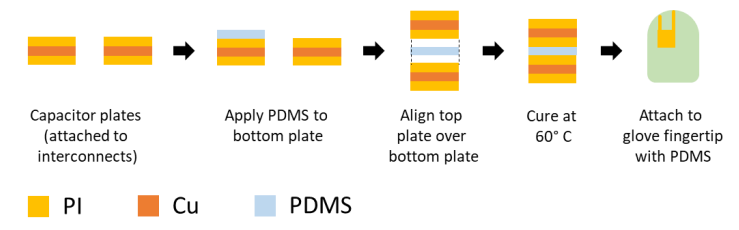 Capacitor plates
(attached to
interconnects)
Apply PDMS to
bottom plate
Align top
plate over
bottom plate
Cure at
60° C
Attach to
glove fingertip
with PDMS
PI
Cu
PDMS